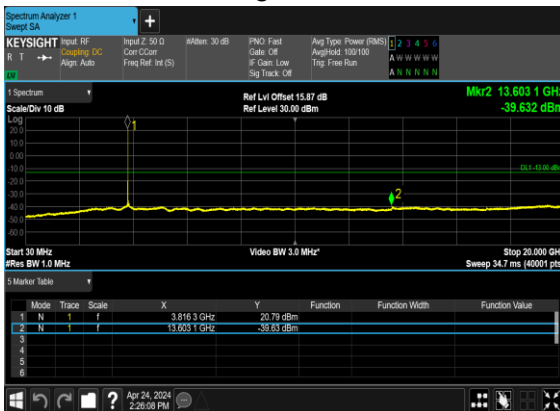 Spectrum Analyzer 1
Swept SA
+
KEYSIGHT Input: RF Input Z: 50 Ω #Atten: 30 dB PNO: Fast Avg Type: Power (RMS) 1 2 3 4 5 6
R T Coupling: DC Corr CCorr Gate: Off Avg|Hold: 100/100 A W W W W W
Align: Auto Freq Ref: Int (S) IF Gain: Low Trig: Free Run
LV Sig Track: Off A N N N N N
1 Spectrum Ref Lvl Offset 15.87 dB Mkr2 13.603 1 GHz
Scale/Div 10 dB Ref Level 30.00 dBm -39.632 dBm
Log
20.0
10.0
0.00
-10.0
-20.0
-30.0
-40.0
-50.0
-60.0
1
2
DL1 -13.00 dBm
Start 30 MHz Video BW 3.0 MHz* Stop 20.000 GHz
#Res BW 1.0 MHz Sweep 34.7 ms (40001 pts)
5 Marker Table
Mode Trace Scale X Y Function Function Width Function Value
1 N 1 f 3.816 3 GHz 20.79 dBm
2 N 1 f 13.603 1 GHz -39.63 dBm
3
4
5
6
? Apr 24, 2024
2:26:08 PM